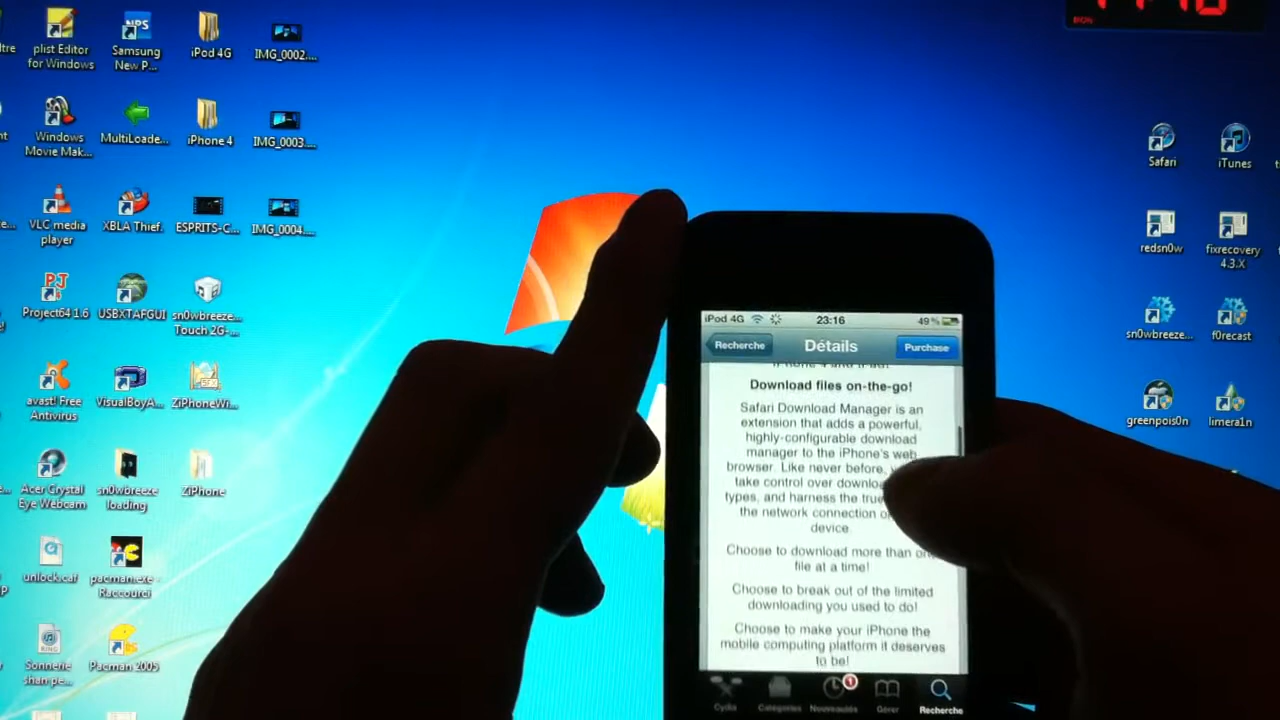 plist Editor
for Windows
Samsung
New P...
iPod 4G
IMG_0002....
Windows
Movie Mak...
MultiLoade...
iPhone 4
IMG_0003....
VLC media
player
XBLA Thief.
ESPRITS-C...
IMG_0004....
Project64 1.6
USBXTAFGUI
sn0wbreeze...
Touch 2G-...
avast! Free
Antivirus
VisualBoyA...
ZiPhoneWi...
Acer Crystal
Eye Webcam
sn0wbreeze
loading
ZiPhone
unlock.caf
pacman.exe -
Raccourci
Sonnerie
shan pe...
Pacman 2005
MON
Safari
iTunes
redsn0w
fixrecovery
4.3.X
sn0wbreeze...
f0recast
greenpois0n
limera1n
iPod 4G
23:16
49%
Recherche
Détails
Purchase
Download files on-the-go!
Safari Download Manager is an
extension that adds a powerful,
highly-configurable download
manager to the iPhone's web
browser. Like never before,
take control over
types, and harness the true
the network connection
device.
Choose to download more than one
file at a time!
Choose to break out of the limited
downloading you used to do!
Choose to make your iPhone the
mobile computing platform it deserves
to be!
1
Cydia
Catégories
Nouveautés
Gérer
Recherche